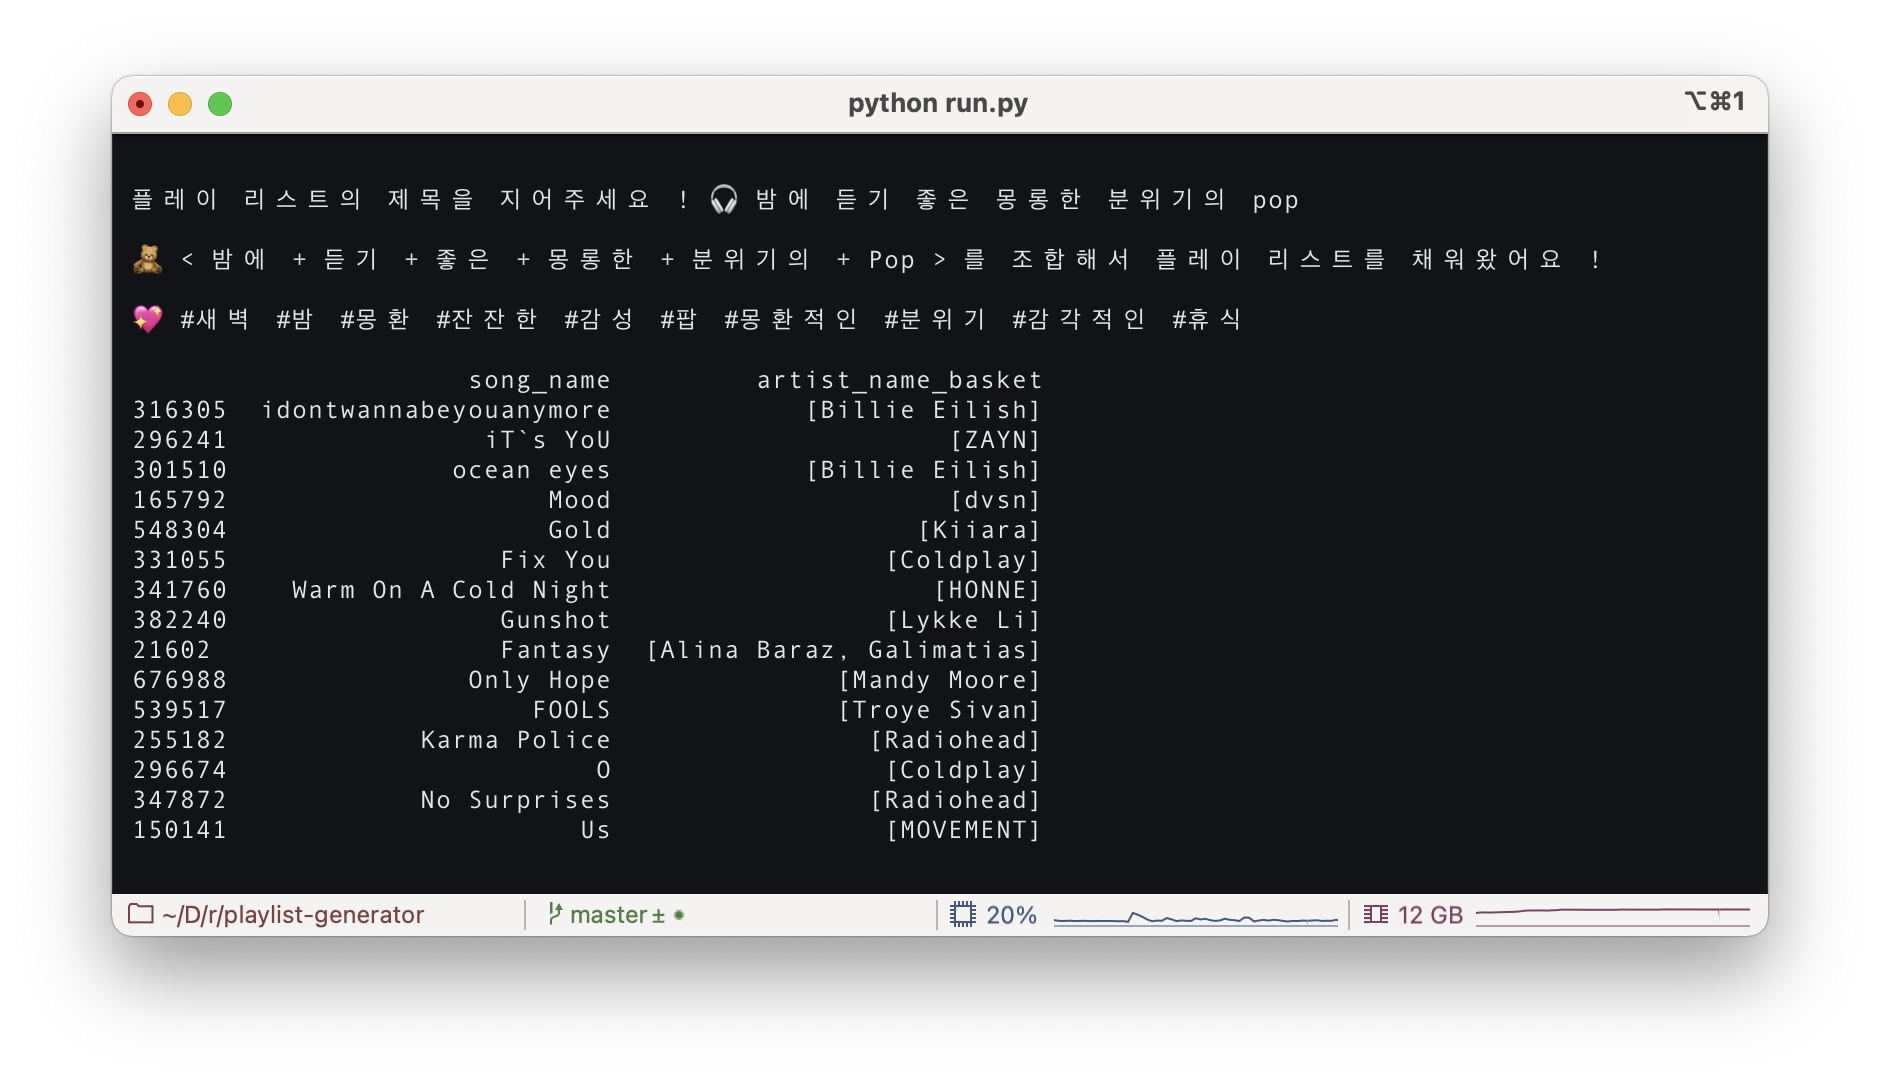 python run.py ⌥⌘1
플레이 리스트의 제목을 지어주세요 ! 🎧 밤에 듣기 좋은 몽롱한 분위기의 pop
🧸 < 밤에 + 듣기 + 좋은 + 몽롱한 + 분위기의 + Pop > 를 조합해서 플레이 리스트를 채워왔어요 !
💖 #새벽 #밤 #몽환 #잔잔한 #감성 #팝 #몽환적인 #분위기 #감각적인 #휴식
song_name artist_name_basket
316305 idontwannabeyouanymore [Billie Eilish]
296241 iT`s YoU [ZAYN]
301510 ocean eyes [Billie Eilish]
165792 Mood [dvsn]
548304 Gold [Kiiara]
331055 Fix You [Coldplay]
341760 Warm On A Cold Night [HONNE]
382240 Gunshot [Lykke Li]
21602 Fantasy [Alina Baraz, Galimatias]
676988 Only Hope [Mandy Moore]
539517 FOOLS [Troye Sivan]
255182 Karma Police [Radiohead]
296674 O [Coldplay]
347872 No Surprises [Radiohead]
150141 Us [MOVEMENT]
~/D/r/playlist-generator master ± ● 20% 12 GB